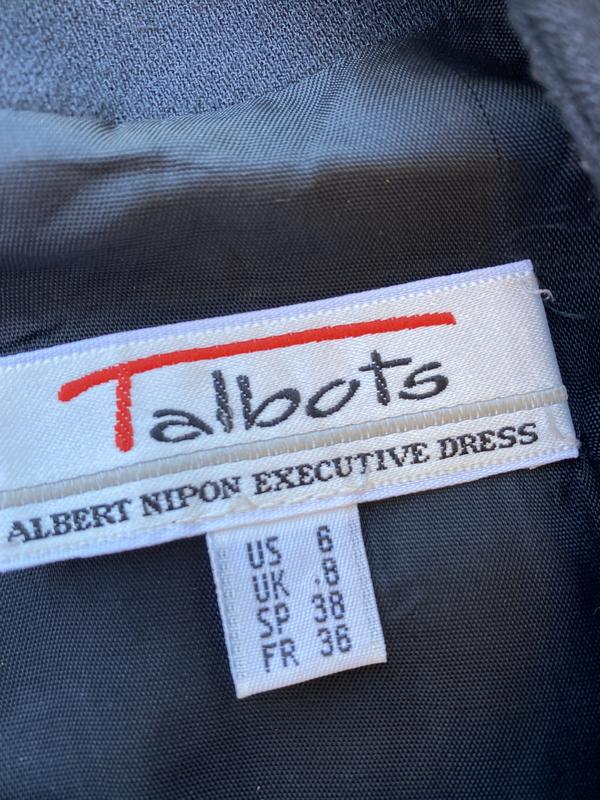 Talbots
ALBERT NIPON EXECUTIVE DRESS
US 6
UK .8
SP 38
FR 36